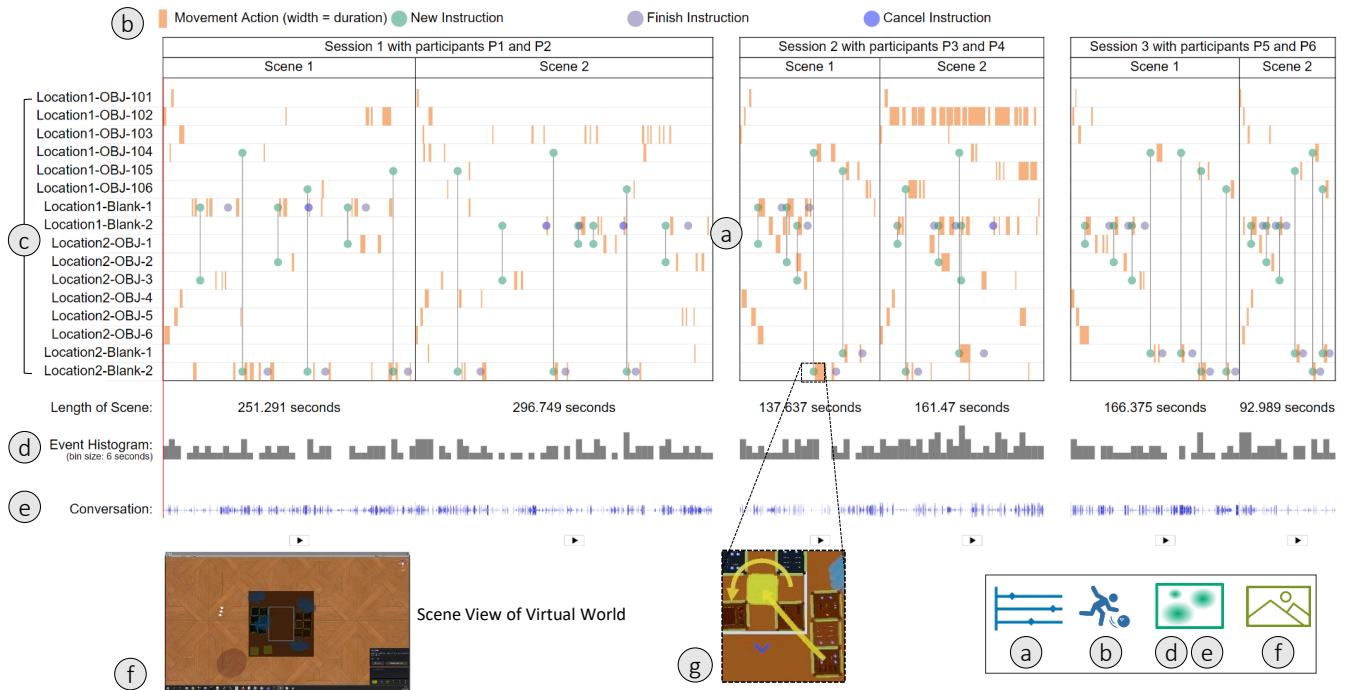 b Movement Action (width = duration) New Instruction Finish Instruction Cancel Instruction
Session 1 with participants P1 and P2 Session 2 with participants P3 and P4 Session 3 with participants P5 and P6
Scene 1 Scene 2 Scene 1 Scene 2 Scene 1 Scene 2
Location1-OBJ-101
Location1-OBJ-102
Location1-OBJ-103
Location1-OBJ-104
Location1-OBJ-105
Location1-OBJ-106
Location1-Blank-1
Location1-Blank-2
c a
Location2-OBJ-1
Location2-OBJ-2
Location2-OBJ-3
Location2-OBJ-4
Location2-OBJ-5
Location2-OBJ-6
Location2-Blank-1
Location2-Blank-2
Length of Scene: 251.291 seconds 296.749 seconds 137.637 seconds 161.47 seconds 166.375 seconds 92.989 seconds
d Event Histogram:
(bin size: 6 seconds)
e Conversation:
Scene View of Virtual World
f g
a b d e f